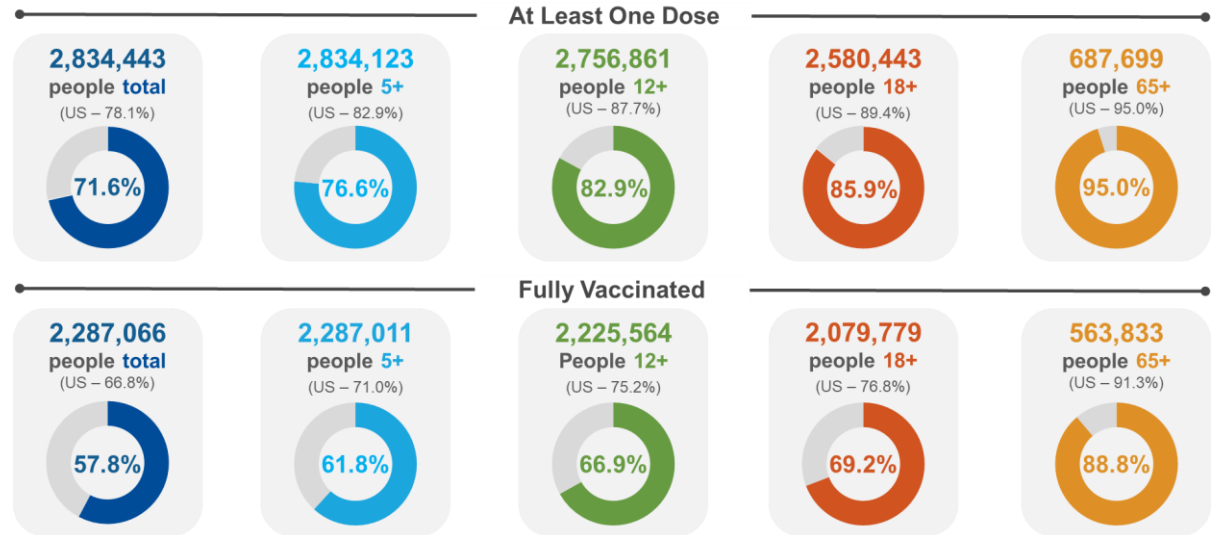 At Least One Dose
2,834,443
people total
(US – 78.1%)
71.6%
2,834,123
people 5+
(US – 82.9%)
76.6%
2,756,861
people 12+
(US – 87.7%)
82.9%
2,580,443
people 18+
(US – 89.4%)
85.9%
687,699
people 65+
(US – 95.0%)
95.0%
Fully Vaccinated
2,287,066
people total
(US – 66.8%)
57.8%
2,287,011
people 5+
(US – 71.0%)
61.8%
2,225,564
People 12+
(US – 75.2%)
66.9%
2,079,779
people 18+
(US – 76.8%)
69.2%
563,833
people 65+
(US – 91.3%)
88.8%